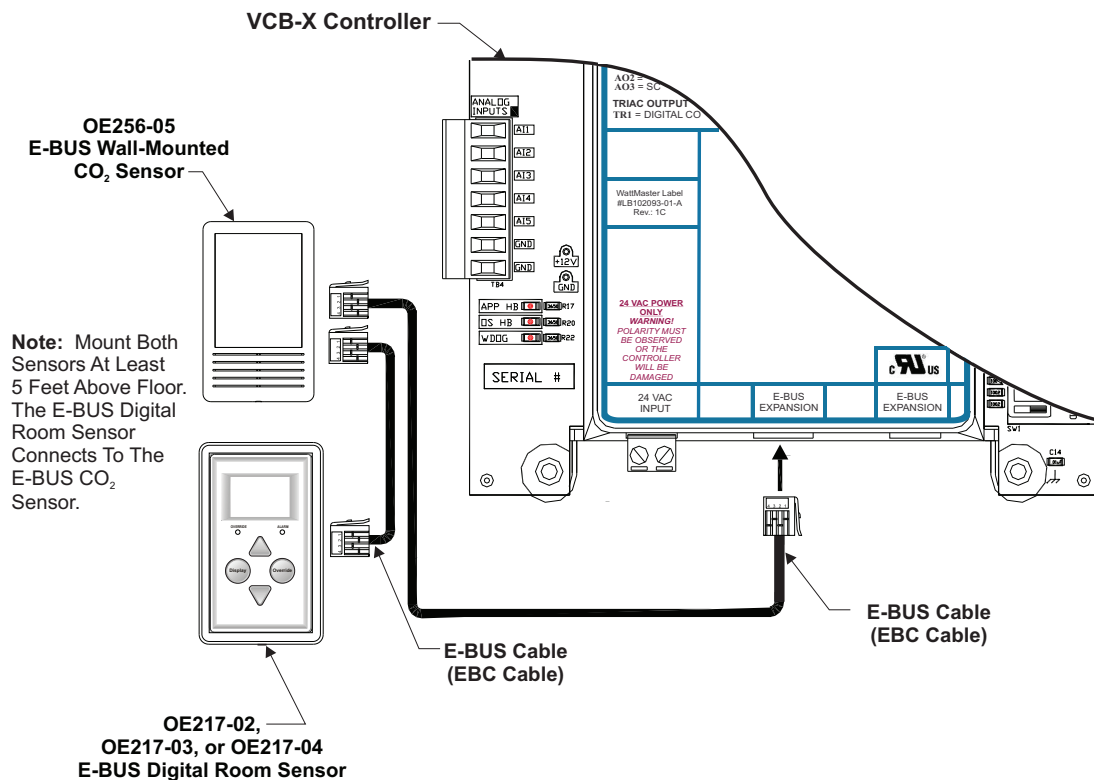 VCB-X Controller
OE256-05
E-BUS Wall-Mounted
CO2 Sensor
Note: Mount Both
Sensors At Least
5 Feet Above Floor.
The E-BUS Digital
Room Sensor
Connects To The
E-BUS CO2
Sensor.
ANALOG
INPUTS
AI1
AI2
AI3
AI4
AI5
GND
GND
TB4
+12V
GND
APP HB
R17
OS HB
R20
WDOG
R22
SERIAL #
AO2 =
AO3 = SC
TRIAC OUTPUT
TR1 = DIGITAL CO
WattMaster Label
#LB102093-01-A
Rev.: 1C
24 VAC POWER
ONLY
WARNING!
POLARITY MUST
BE OBSERVED
OR THE
CONTROLLER
WILL BE
DAMAGED
24 VAC
INPUT
E-BUS
EXPANSION
C US
E-BUS
EXPANSION
SW1
C14
OVERRIDE
ALARM
Display
Override
E-BUS Cable
(EBC Cable)
E-BUS Cable
(EBC Cable)
OE217-02,
OE217-03, or OE217-04
E-BUS Digital Room Sensor